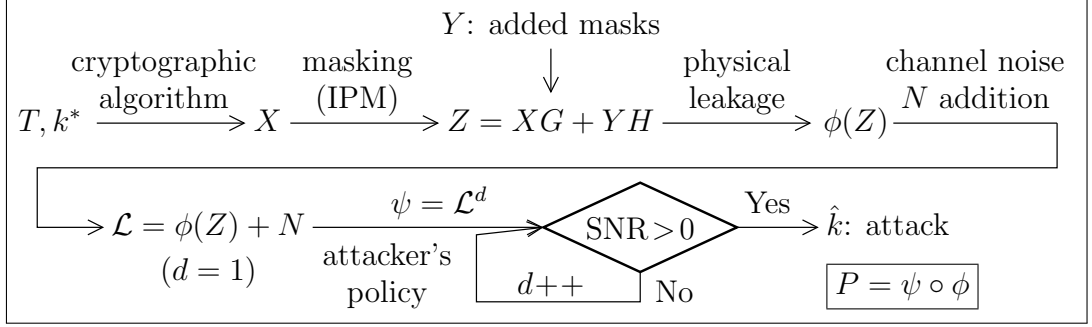 Y: added masks
cryptographic algorithm
masking (IPM)
physical leakage
channel noise N addition
T, k* X Z = XG + YH ϕ(Z)
ψ = 𝓛^d
Yes
𝓛 = ϕ(Z) + N
SNR > 0
k̂: attack
(d = 1)
attacker's policy
d++
No
P = ψ ∘ ϕ